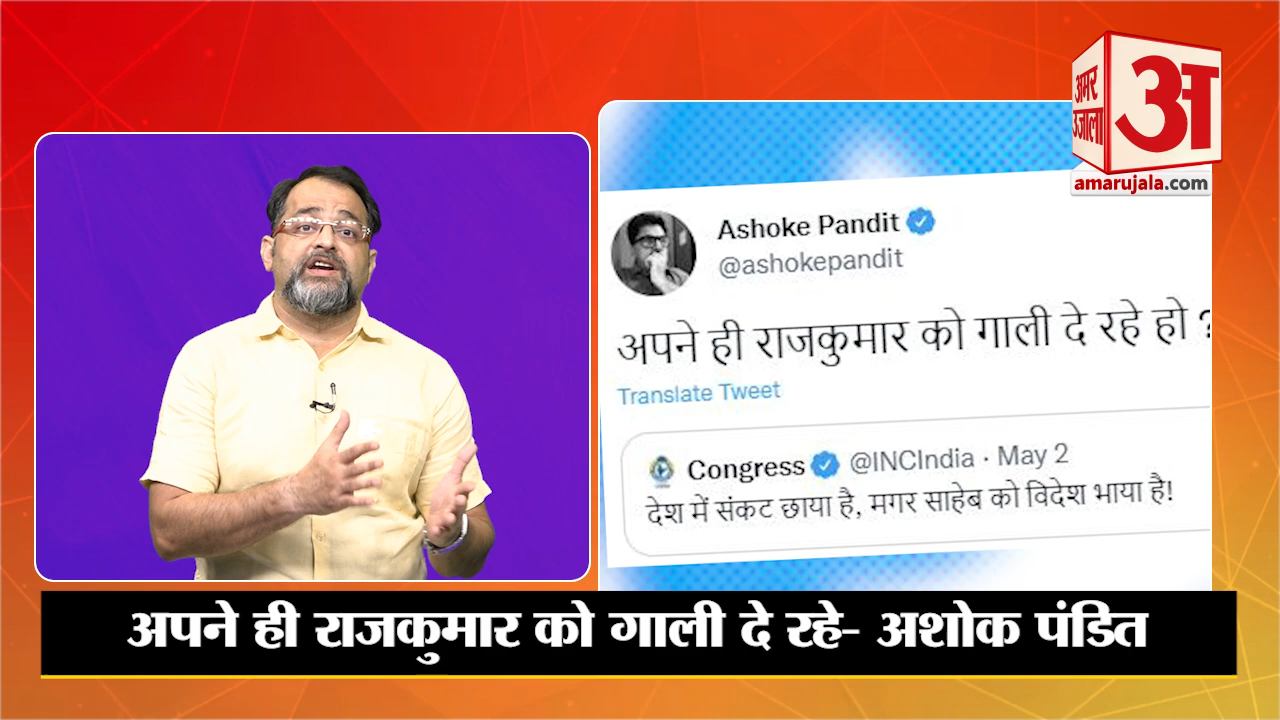 अमर
उजाला
अ
amarujala.com
Ashoke Pandit
@ashokepandit
अपने ही राजकुमार को गाली दे रहे हो ?
Translate Tweet
Congress @INCIndia · May 2
देश में संकट छाया है, मगर साहेब को विदेश भाया है!
अपने ही राजकुमार को गाली दे रहे- अशोक पंडित